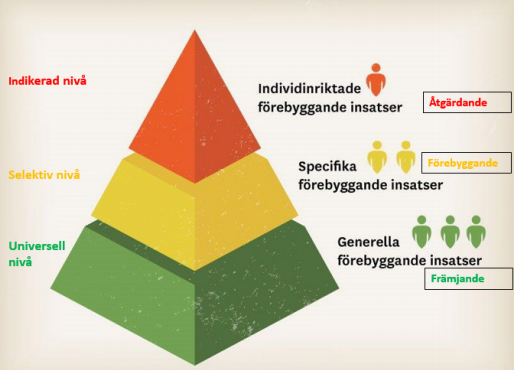 Indikerad nivå
Individinriktade
förebyggande insatser
Åtgärdande
Selektiv nivå
Specifika
förebyggande insatser
Förebyggande
Universell
nivå
Generella
förebyggande insatser
Främjande